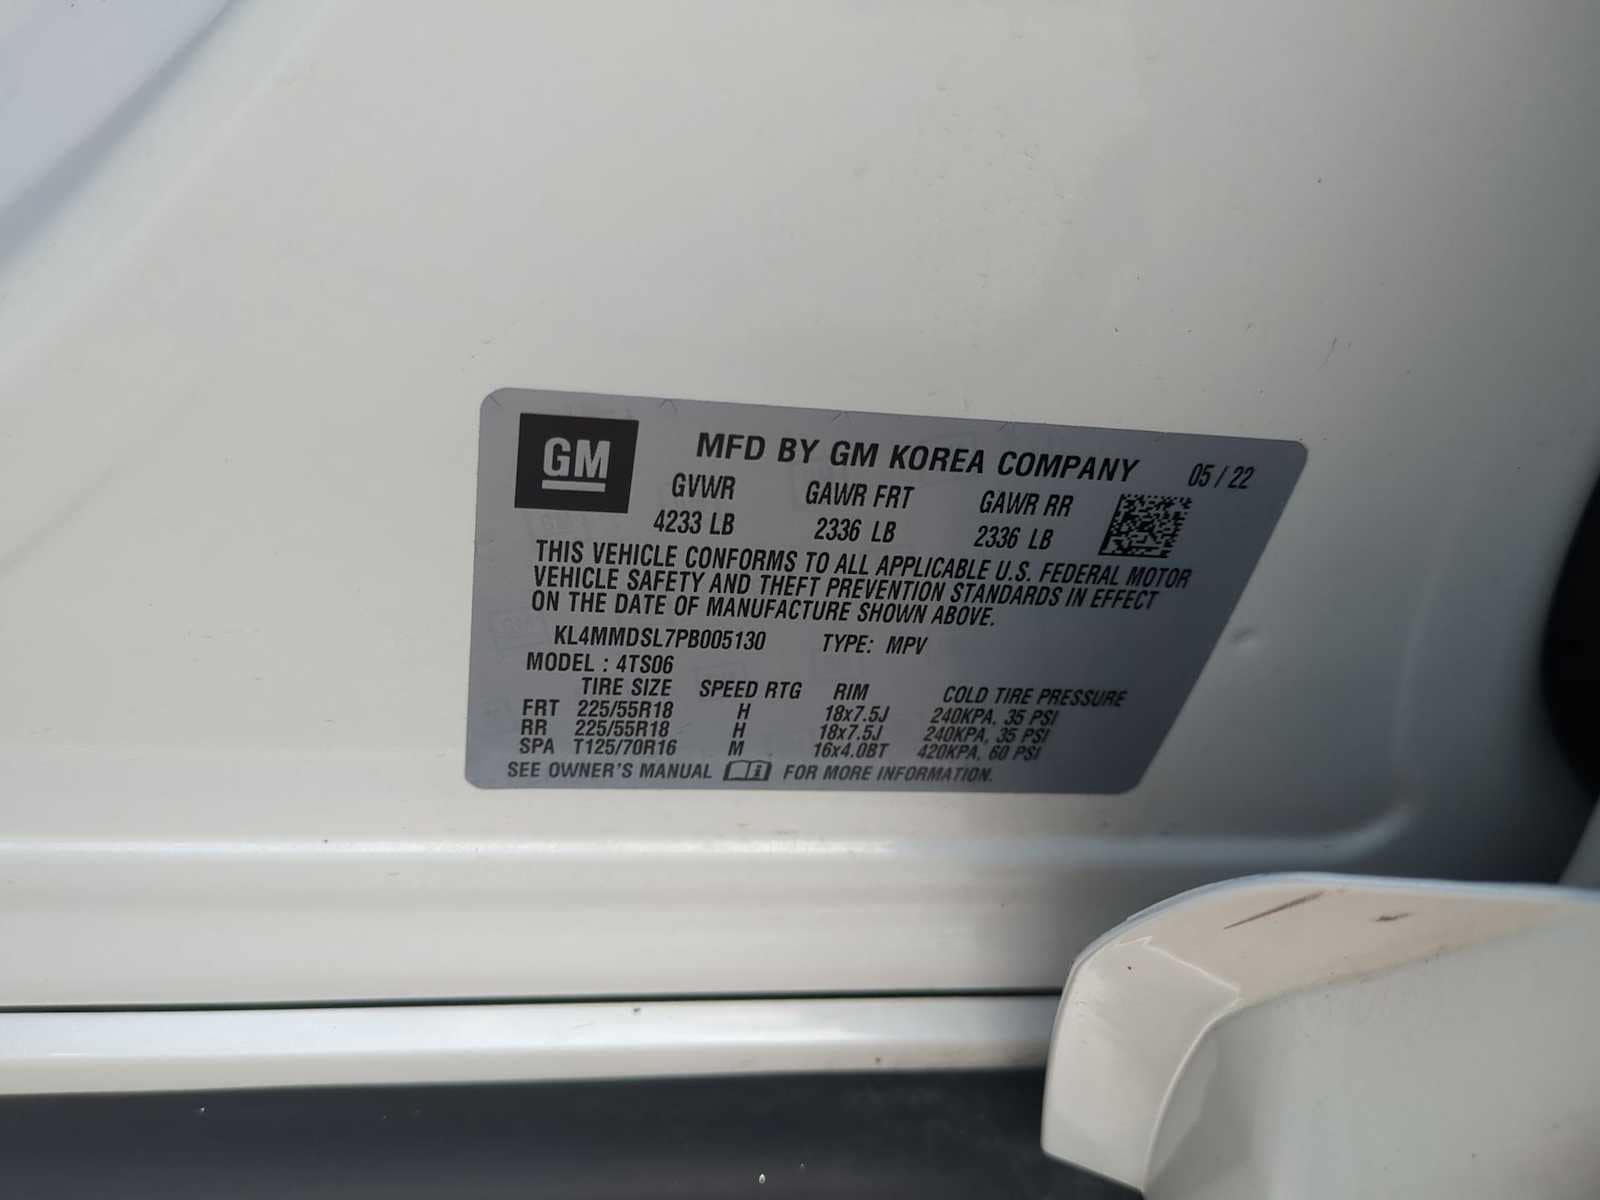 GM
MFD BY GM KOREA COMPANY 05 / 22
GVWR GAWR FRT GAWR RR
4233 LB 2336 LB 2336 LB
THIS VEHICLE CONFORMS TO ALL APPLICABLE U.S. FEDERAL MOTOR
VEHICLE SAFETY AND THEFT PREVENTION STANDARDS IN EFFECT
ON THE DATE OF MANUFACTURE SHOWN ABOVE.
KL4MMDSL7PB005130 TYPE: MPV
MODEL : 4TS06
TIRE SIZE SPEED RTG RIM COLD TIRE PRESSURE
FRT 225/55R18 H 18x7.5J 240KPA, 35 PSI
RR 225/55R18 H 18x7.5J 240KPA, 35 PSI
SPA T125/70R16 M 16x4.0BT 420KPA, 60 PSI
SEE OWNER'S MANUAL FOR MORE INFORMATION.